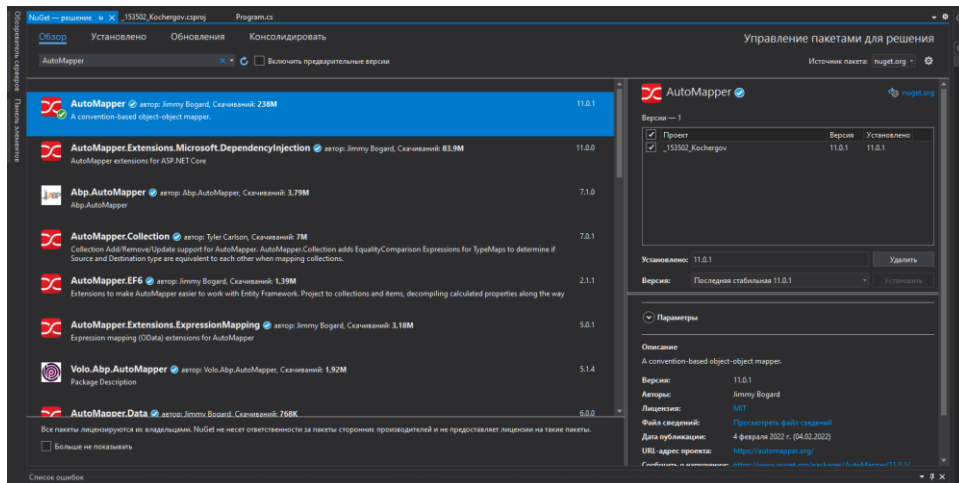 NuGet — решение
_153502_Kochergov.csproj
Program.cs
Обозреватель серверов
Панель элементов
Обзор
Установлено
Обновления
Консолидировать
Управление пакетами для решения
AutoMapper
Включить предварительные версии
Источник пакета: nuget.org
AutoMapper автор: Jimmy Bogard, Скачиваний: 238M
11.0.1
A convention-based object-object mapper.
AutoMapper.Extensions.Microsoft.DependencyInjection автор: Jimmy Bogard, Скачиваний: 83,9M
11.0.0
AutoMapper extensions for ASP.NET Core
Abp.AutoMapper автор: Abp.AutoMapper, Скачиваний: 3,79M
7.1.0
Abp.AutoMapper
AutoMapper.Collection автор: Tyler Carlson, Скачиваний: 7M
7.0.1
Collection Add/Remove/Update support for AutoMapper. AutoMapper.Collection adds EqualityComparison Expressions for TypeMaps to determine if
Source and Destination type are equivalent to each other when mapping collections.
AutoMapper.EF6 автор: Jimmy Bogard, Скачиваний: 1,39M
2.1.1
Extensions to make AutoMapper easier to work with Entity Framework. Project to collections and items, decompiling calculated properties along the way
AutoMapper.Extensions.ExpressionMapping автор: Jimmy Bogard, Скачиваний: 3,18M
5.0.1
Expression mapping (OData) extensions for AutoMapper
Volo.Abp.AutoMapper автор: Volo.Abp.AutoMapper, Скачиваний: 1,92M
5.1.4
Package Description
AutoMapper.Data автор: Jimmy Bogard, Скачиваний: 768K
6.0.0
Все пакеты лицензируются их владельцами. NuGet не несет ответственности за пакеты сторонних производителей и не предоставляет лицензии на такие пакеты.
Больше не показывать
AutoMapper
nuget.org
Версии — 1
Проект Версия Установлено
_153502_Kochergov 11.0.1 11.0.1
Установлено: 11.0.1
Удалить
Версия: Последняя стабильная 11.0.1
Установить
Параметры
Описание
A convention-based object-object mapper.
Версия: 11.0.1
Авторы: Jimmy Bogard
Лицензия: MIT
Файл сведений: Просмотреть файл сведений
Дата публикации: 4 февраля 2022 г. (04.02.2022)
URL-адрес проекта: https://automapper.org/
Сообщить о нарушении: https://www.nuget.org/packages/AutoMapper/11.0.1/
Список ошибок